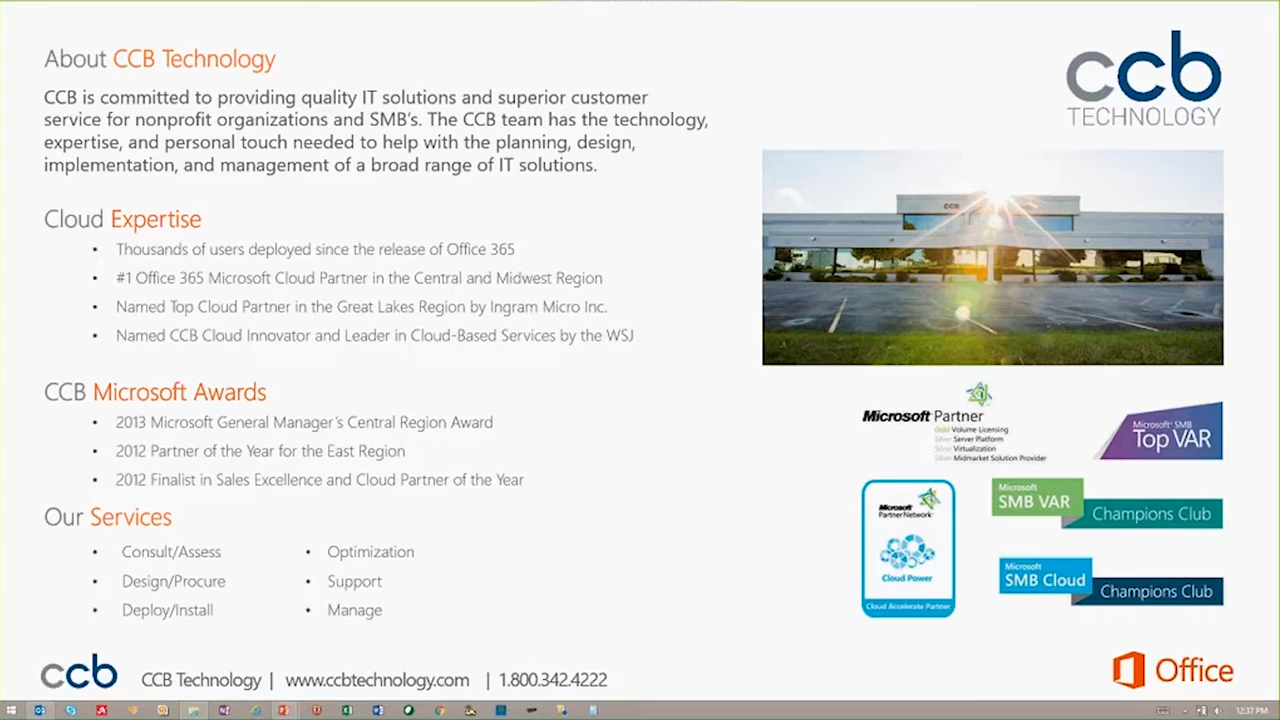 About CCB Technology
CCB is committed to providing quality IT solutions and superior customer
service for nonprofit organizations and SMB's. The CCB team has the technology,
expertise, and personal touch needed to help with the planning, design,
implementation, and management of a broad range of IT solutions.
Cloud Expertise
• Thousands of users deployed since the release of Office 365
• #1 Office 365 Microsoft Cloud Partner in the Central and Midwest Region
• Named Top Cloud Partner in the Great Lakes Region by Ingram Micro Inc.
• Named CCB Cloud Innovator and Leader in Cloud-Based Services by the WSJ
CCB Microsoft Awards
• 2013 Microsoft General Manager's Central Region Award
• 2012 Partner of the Year for the East Region
• 2012 Finalist in Sales Excellence and Cloud Partner of the Year
Our Services
• Consult/Assess
• Design/Procure
• Deploy/Install
• Optimization
• Support
• Manage
ccb
TECHNOLOGY
CCB
Microsoft Partner
Gold Volume Licensing
Silver Server Platform
Silver Virtualization
Silver Midmarket Solution Provider
Microsoft® SMB
Top VAR
Microsoft
Partner Network
Cloud Power
Cloud Accelerate Partner
Microsoft
SMB VAR
Champions Club
Microsoft
SMB Cloud
Champions Club
ccb CCB Technology | www.ccbtechnology.com | 1.800.342.4222
Office
12:37 PM